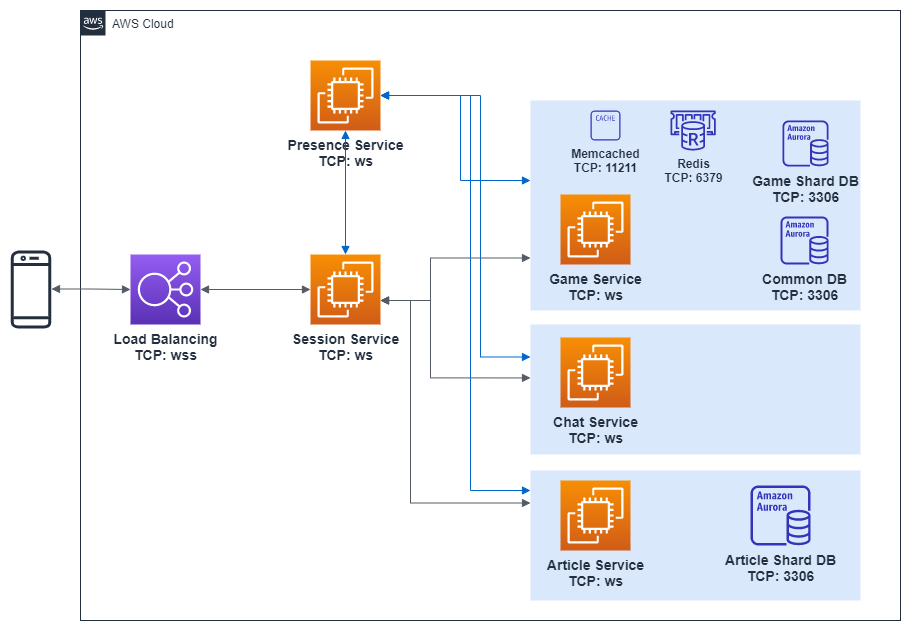 aws
AWS Cloud
Presence Service
TCP: ws
CACHE
Memcached
TCP: 11211
R
Redis
TCP: 6379
Amazon
Aurora
Game Shard DB
TCP: 3306
Game Service
TCP: ws
Amazon
Aurora
Common DB
TCP: 3306
Load Balancing
TCP: wss
Session Service
TCP: ws
Chat Service
TCP: ws
Article Service
TCP: ws
Amazon
Aurora
Article Shard DB
TCP: 3306